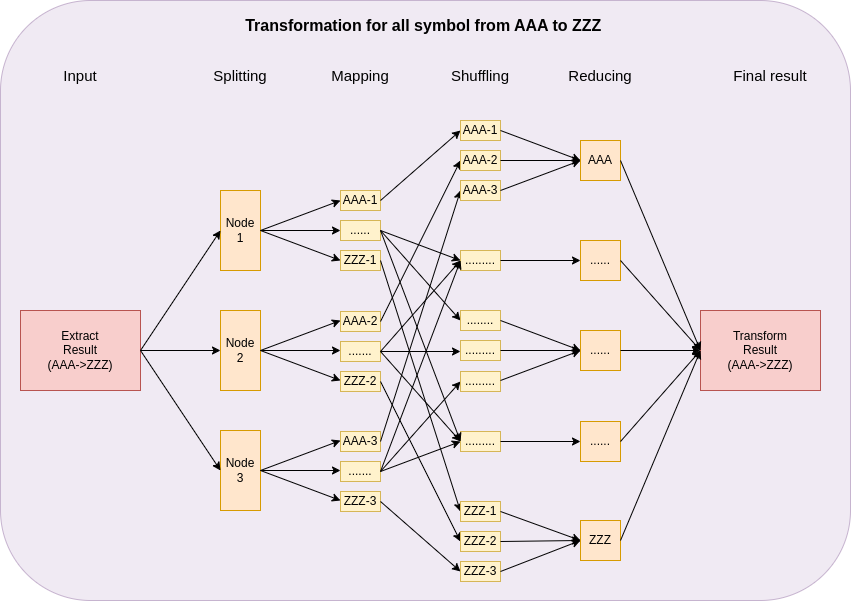 Transformation for all symbol from AAA to ZZZ
Input
Splitting
Mapping
Shuffling
Reducing
Final result
Extract
Result
(AAA->ZZZ)
Node
1
Node
2
Node
3
AAA-1
......
ZZZ-1
AAA-2
.......
ZZZ-2
AAA-3
.......
ZZZ-3
AAA-1
AAA-2
AAA-3
.........
........
.........
.........
.........
ZZZ-1
ZZZ-2
ZZZ-3
AAA
......
......
......
ZZZ
Transform
Result
(AAA->ZZZ)